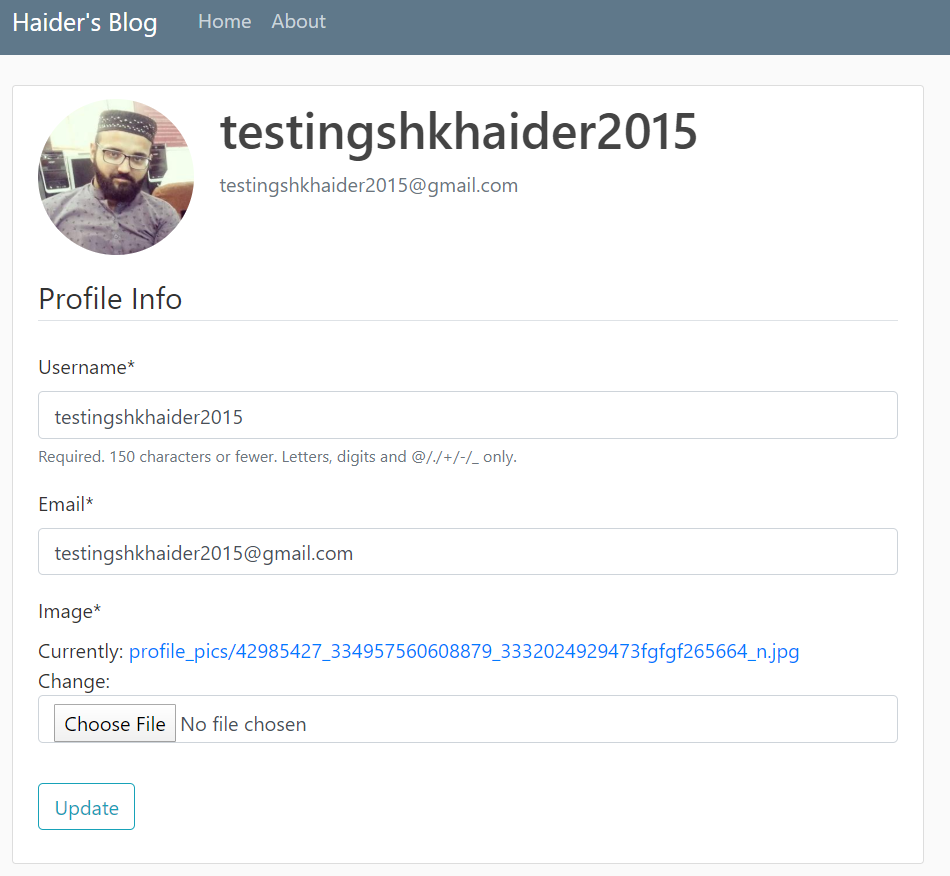 Haider's Blog Home About
testingshkhaider2015
testingshkhaider2015@gmail.com
Profile Info
Username*
testingshkhaider2015
Required. 150 characters or fewer. Letters, digits and @/./+/-/_ only.
Email*
testingshkhaider2015@gmail.com
Image*
Currently: profile_pics/42985427_334957560608879_3332024929473fgfgf265664_n.jpg
Change:
Choose File No file chosen
Update